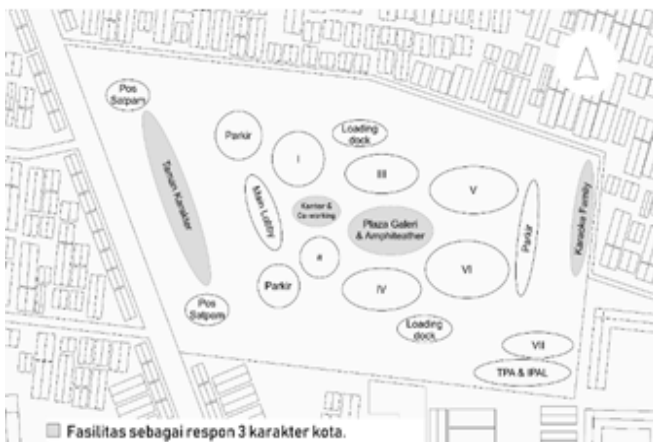 Pos
Satpam
Parkir
Loading
dock
I
III
V
Taman Karakter
Main Lobby
Kantor &
Co-working
Plaza Galeri
& Amphiteather
Parkir
Karaoke Family
Parkir
IV
VI
Pos
Satpam
Loading
dock
VII
TPA & IPAL
Fasilitas sebagai respon 3 karakter kota.